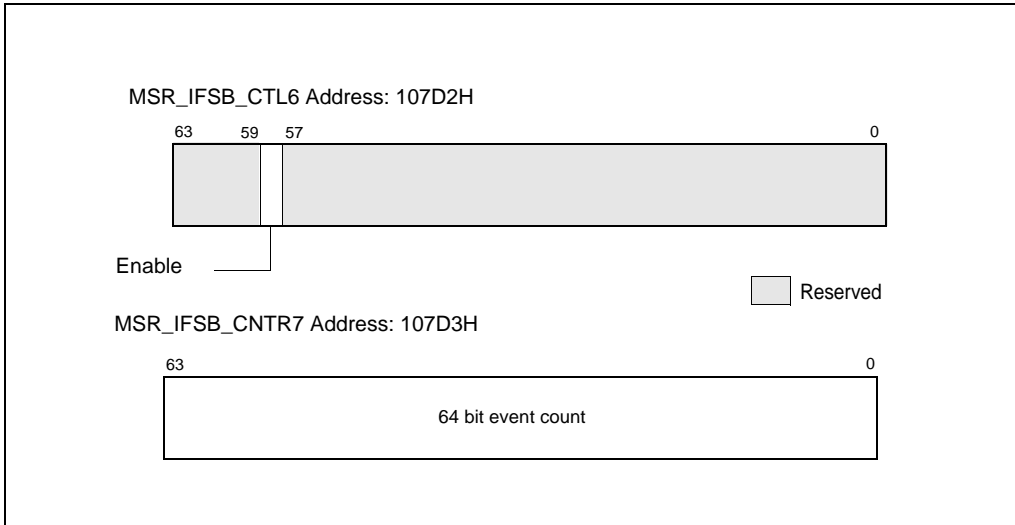 MSR_IFSB_CTL6 Address: 107D2H
63 59 57 0
Enable
Reserved
MSR_IFSB_CNTR7 Address: 107D3H
63 0
64 bit event count